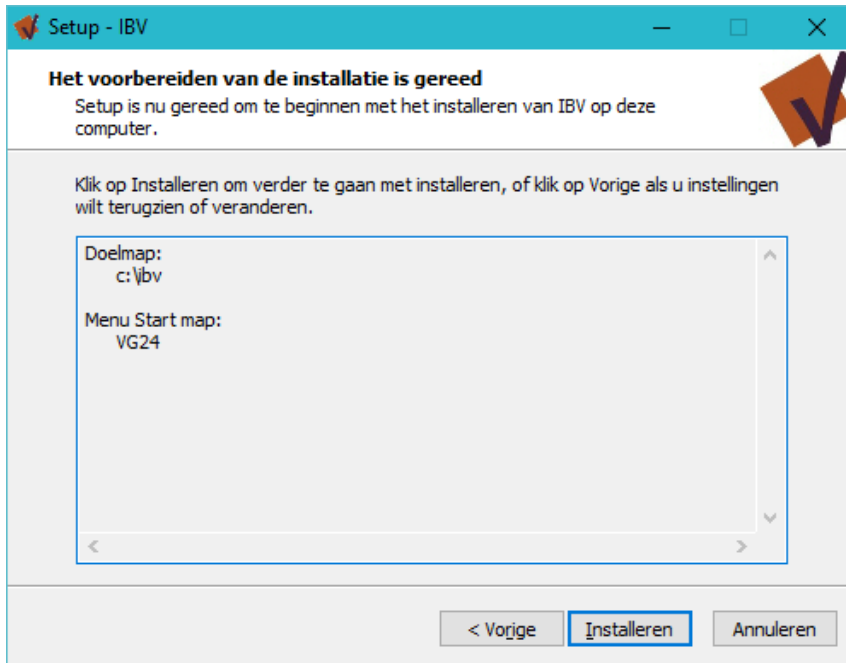 Setup - IBV
Het voorbereiden van de installatie is gereed
Setup is nu gereed om te beginnen met het installeren van IBV op deze
computer.
Klik op Installeren om verder te gaan met installeren, of klik op Vorige als u instellingen
wilt terugzien of veranderen.
Doelmap:
c:\ibv
Menu Start map:
VG24
< Vorige
Installeren
Annuleren